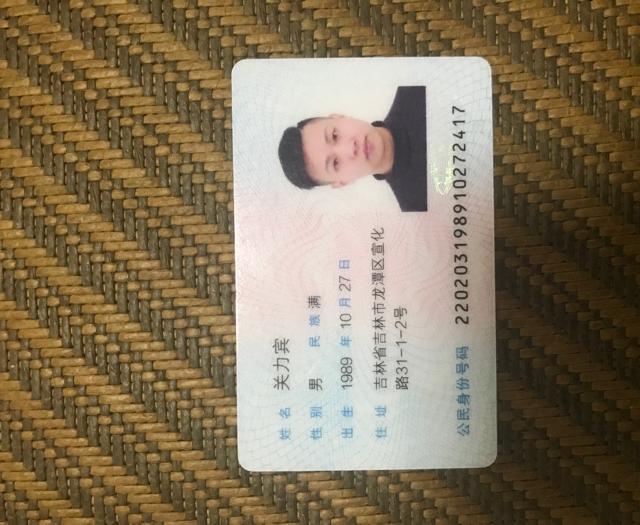 姓名 关力宾
性别 男 民族 满
出生 1989 年 10 月 27 日
住址 吉林省吉林市龙潭区宣化
路31-1-2号
公民身份号码 220203198910272417